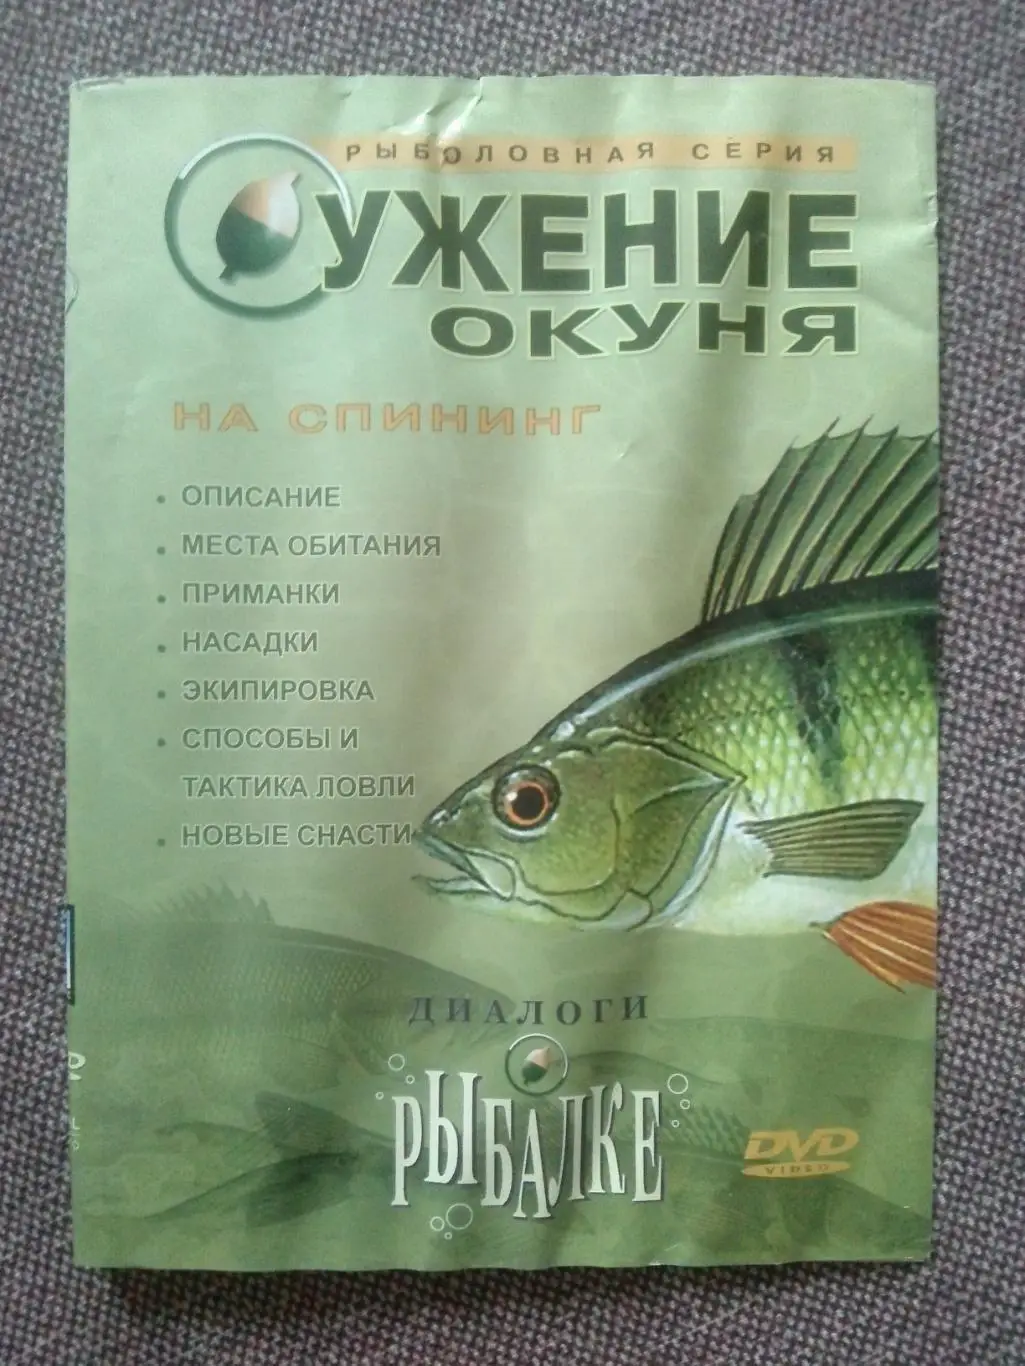 РЫБОЛОВНАЯ СЕРИЯ
УЖЕНИЕ
ОКУНЯ
НА СПИНИНГ
• ОПИСАНИЕ
• МЕСТА ОБИТАНИЯ
• ПРИМАНКИ
• НАСАДКИ
• ЭКИПИРОВКА
• СПОСОБЫ И
ТАКТИКА ЛОВЛИ
• НОВЫЕ СНАСТИ
ДИАЛОГИ
О
РЫБАЛКЕ
DVD
VIDEO